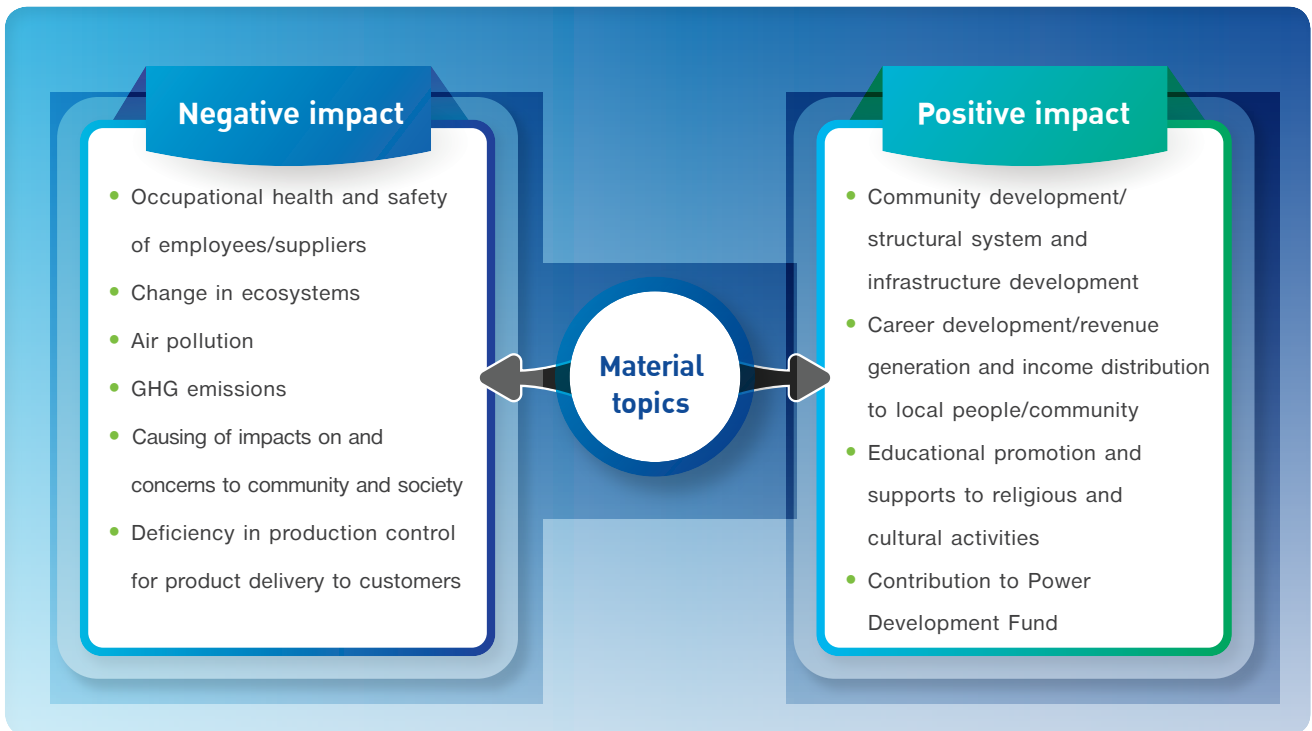 Negative impact
• Occupational health and safety
of employees/suppliers
• Change in ecosystems
• Air pollution
• GHG emissions
• Causing of impacts on and
concerns to community and society
• Deficiency in production control
for product delivery to customers
Material
topics
Positive impact
• Community development/
structural system and
infrastructure development
• Career development/revenue
generation and income distribution
to local people/community
• Educational promotion and
supports to religious and
cultural activities
• Contribution to Power
Development Fund